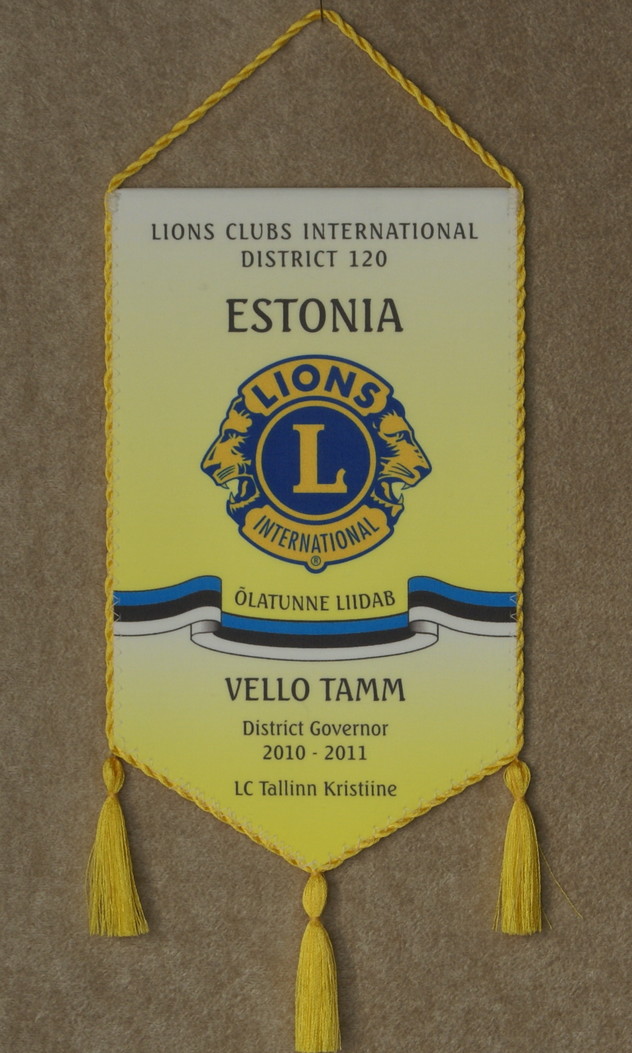 LIONS CLUBS INTERNATIONAL
DISTRICT 120
ESTONIA
LIONS
L
INTERNATIONAL
®
ÕLATUNNE LIIDAB
VELLO TAMM
District Governor
2010 - 2011
LC Tallinn Kristiine